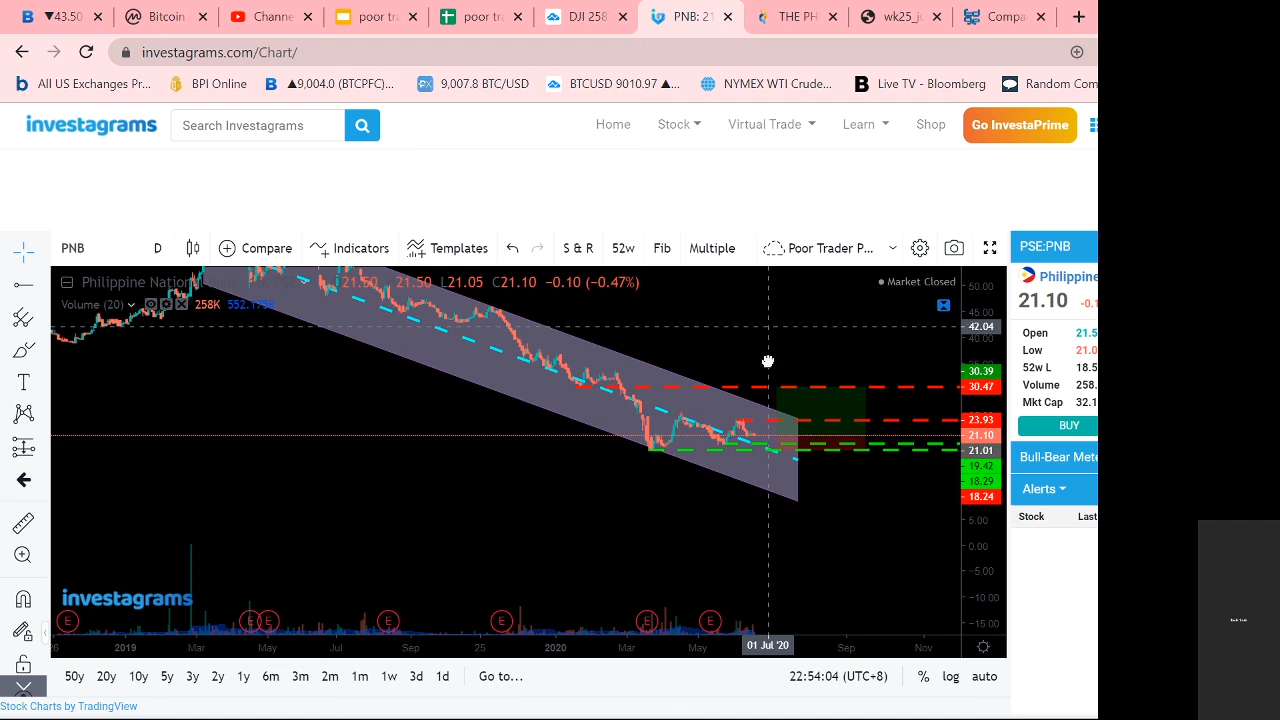 ▼43.50
Bitcoin
Channe
poor tra
poor tra
DJI 258
PNB: 21
THE PH
wk25_ju
Compa
investagrams.com/Chart/
All US Exchanges Pr...
BPI Online
▲9,004.0 (BTCPFC)...
9,007.8 BTC/USD
BTCUSD 9010.97 ▲...
NYMEX WTI Crude...
Live TV - Bloomberg
Random Com
investagrams
Search Investagrams
Home
Stock
Virtual Trade
Learn
Shop
Go InvestaPrime
PNB
D
Compare
Indicators
Templates
S & R
52w
Fib
Multiple
Poor Trader P...
PSE:PNB
Philippine Nation
21.50
21.50
L21.05
C21.10
−0.10 (−0.47%)
Market Closed
Volume (20)
258K
552.175K
50.00
45.00
42.04
40.00
30.39
30.47
23.93
21.10
21.01
19.42
18.29
18.24
5.00
0.00
−5.00
−10.00
−15.00
Philippine
21.10
-0.1
Open
21.5
Low
21.0
52w L
18.5
Volume
258.
Mkt Cap
32.1
BUY
Bull-Bear Mete
Alerts
Stock
Last
investagrams
E
E
E
E
E
E
E
2019
Mar
May
Jul
Sep
25
2020
Mar
May
01 Jul '20
Sep
Nov
50y
20y
10y
5y
3y
2y
1y
6m
3m
2m
1m
1w
3d
1d
Go to...
22:54:04 (UTC+8)
%
log
auto
Stock Charts by TradingView